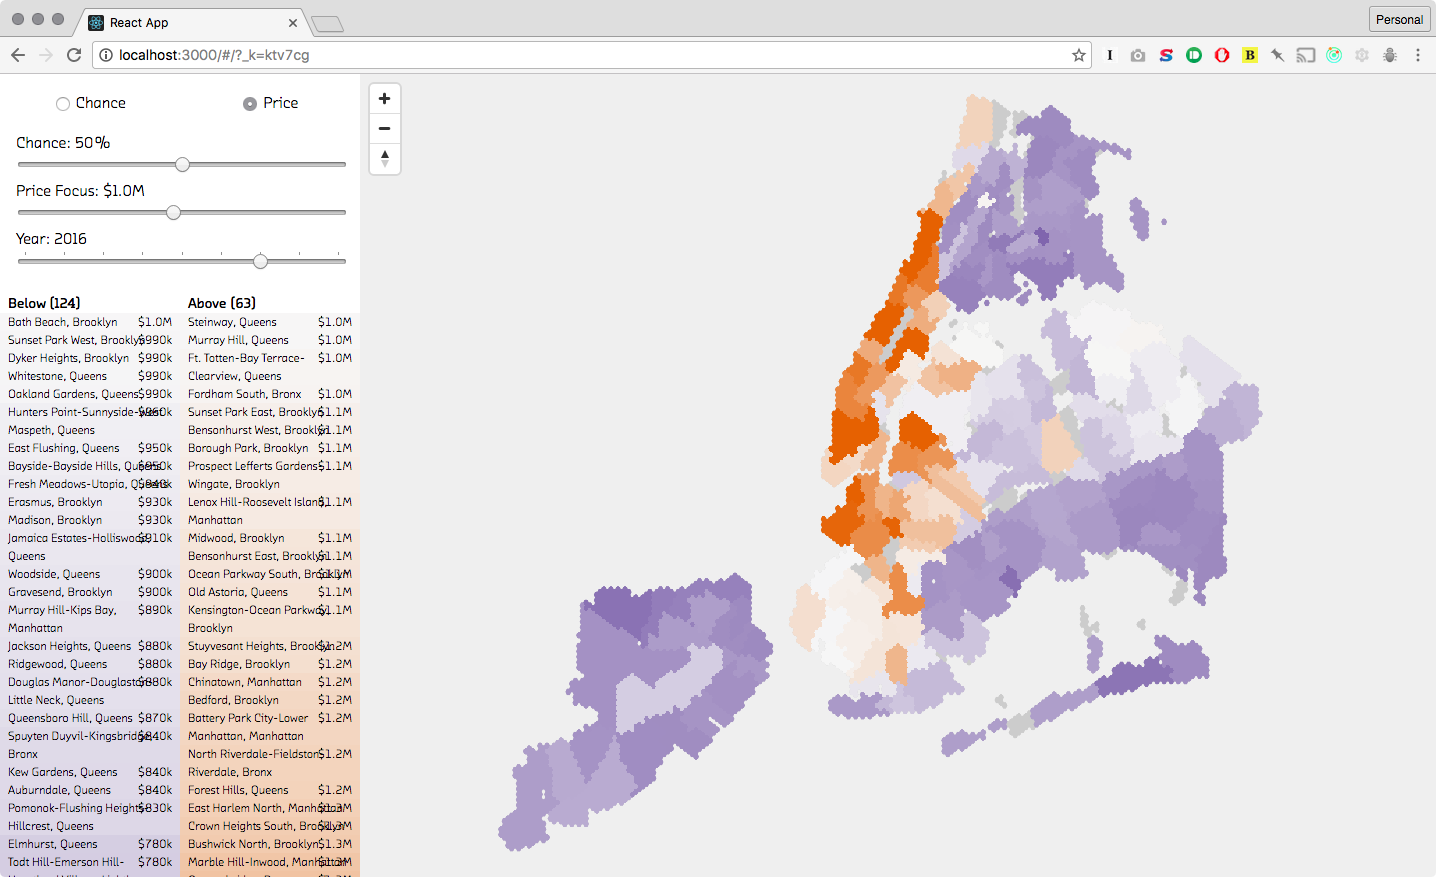 React App
Personal
localhost:3000/#/?_k=ktv7cg
Chance
Price
Chance: 50%
Price Focus: $1.0M
Year: 2016
Below (124)
Bath Beach, Brooklyn $1.0M
Sunset Park West, Brooklyn $990k
Dyker Heights, Brooklyn $990k
Whitestone, Queens $990k
Oakland Gardens, Queens $990k
Hunters Point-Sunnyside-West $960k
Maspeth, Queens
East Flushing, Queens $950k
Bayside-Bayside Hills, Queens $950k
Fresh Meadows-Utopia, Queens $940k
Erasmus, Brooklyn $930k
Madison, Brooklyn $930k
Jamaica Estates-Holliswood, $910k
Queens
Woodside, Queens $900k
Gravesend, Brooklyn $900k
Murray Hill-Kips Bay, $890k
Manhattan
Jackson Heights, Queens $880k
Ridgewood, Queens $880k
Douglas Manor-Douglaston- $880k
Little Neck, Queens
Queensboro Hill, Queens $870k
Spuyten Duyvil-Kingsbridge, $840k
Bronx
Kew Gardens, Queens $840k
Auburndale, Queens $840k
Pomonok-Flushing Heights- $830k
Hillcrest, Queens
Elmhurst, Queens $780k
Todt Hill-Emerson Hill- $780k
Above (63)
Steinway, Queens $1.0M
Murray Hill, Queens $1.0M
Ft. Totten-Bay Terrace- $1.0M
Clearview, Queens
Fordham South, Bronx $1.0M
Sunset Park East, Brooklyn $1.1M
Bensonhurst West, Brooklyn $1.1M
Borough Park, Brooklyn $1.1M
Prospect Lefferts Gardens- $1.1M
Wingate, Brooklyn
Lenox Hill-Roosevelt Island, $1.1M
Manhattan
Midwood, Brooklyn $1.1M
Bensonhurst East, Brooklyn $1.1M
Ocean Parkway South, Brooklyn $1.1M
Old Astoria, Queens $1.1M
Kensington-Ocean Parkway, $1.1M
Brooklyn
Stuyvesant Heights, Brooklyn $1.2M
Bay Ridge, Brooklyn $1.2M
Chinatown, Manhattan $1.2M
Bedford, Brooklyn $1.2M
Battery Park City-Lower $1.2M
Manhattan, Manhattan
North Riverdale-Fieldston- $1.2M
Riverdale, Bronx
Forest Hills, Queens $1.2M
East Harlem North, Manhattan $1.3M
Crown Heights South, Brooklyn $1.3M
Bushwick North, Brooklyn $1.3M
Marble Hill-Inwood, Manhattan $1.3M